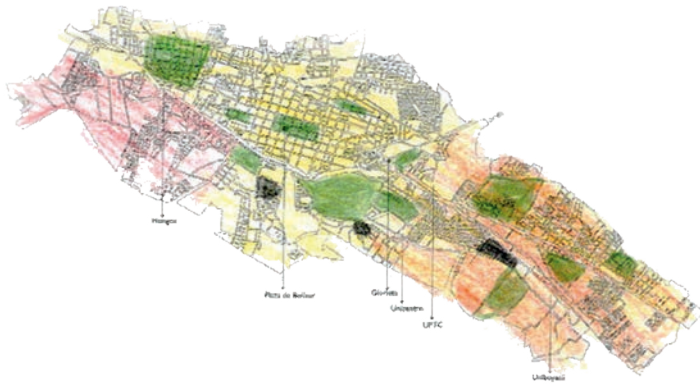 Plaza de Bolívar
Glorieta
Unicentro
UPTC
Uniboyacá